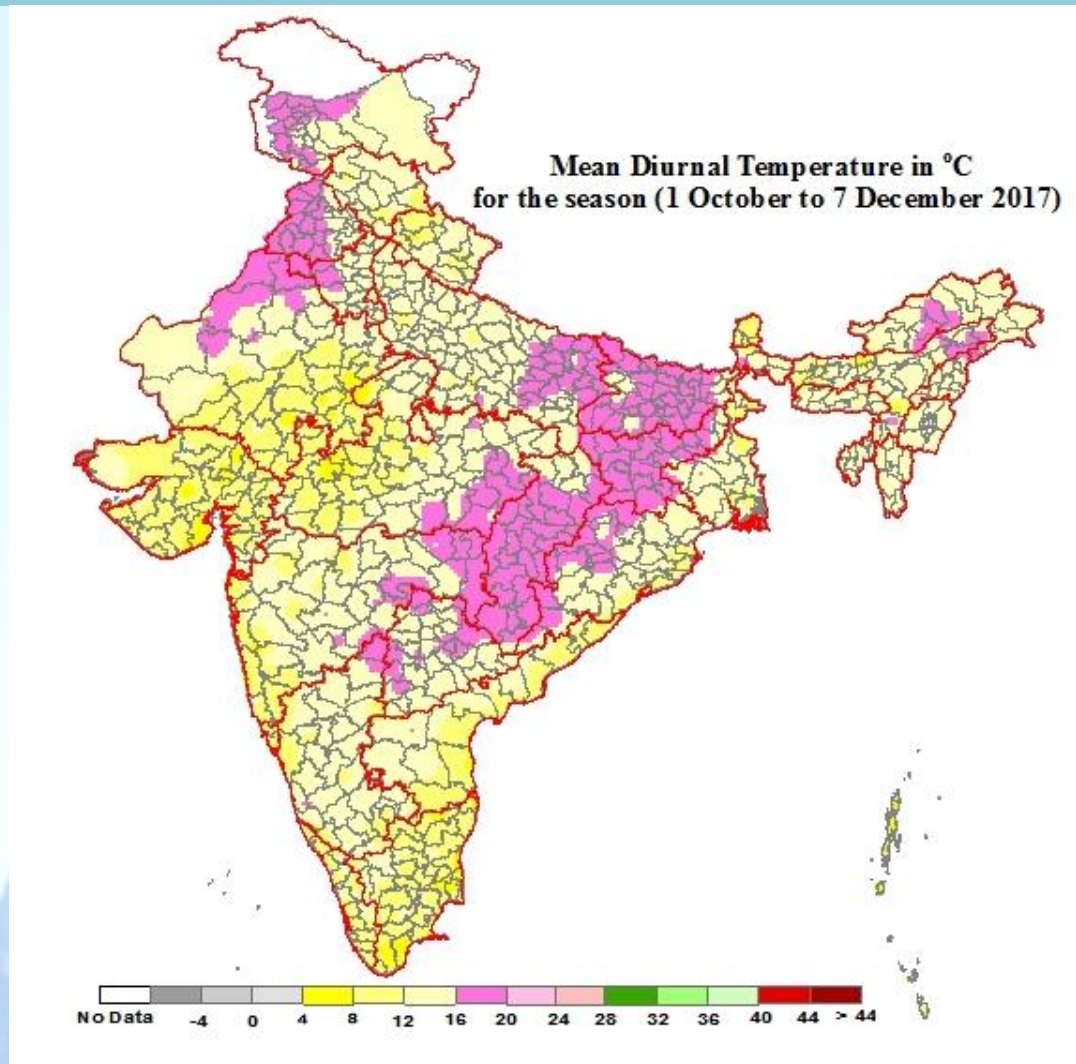 Mean Diurnal Temperature in °C
for the season (1 October to 7 December 2017)
No Data -4 0 4 8 12 16 20 24 28 32 36 40 44 > 44